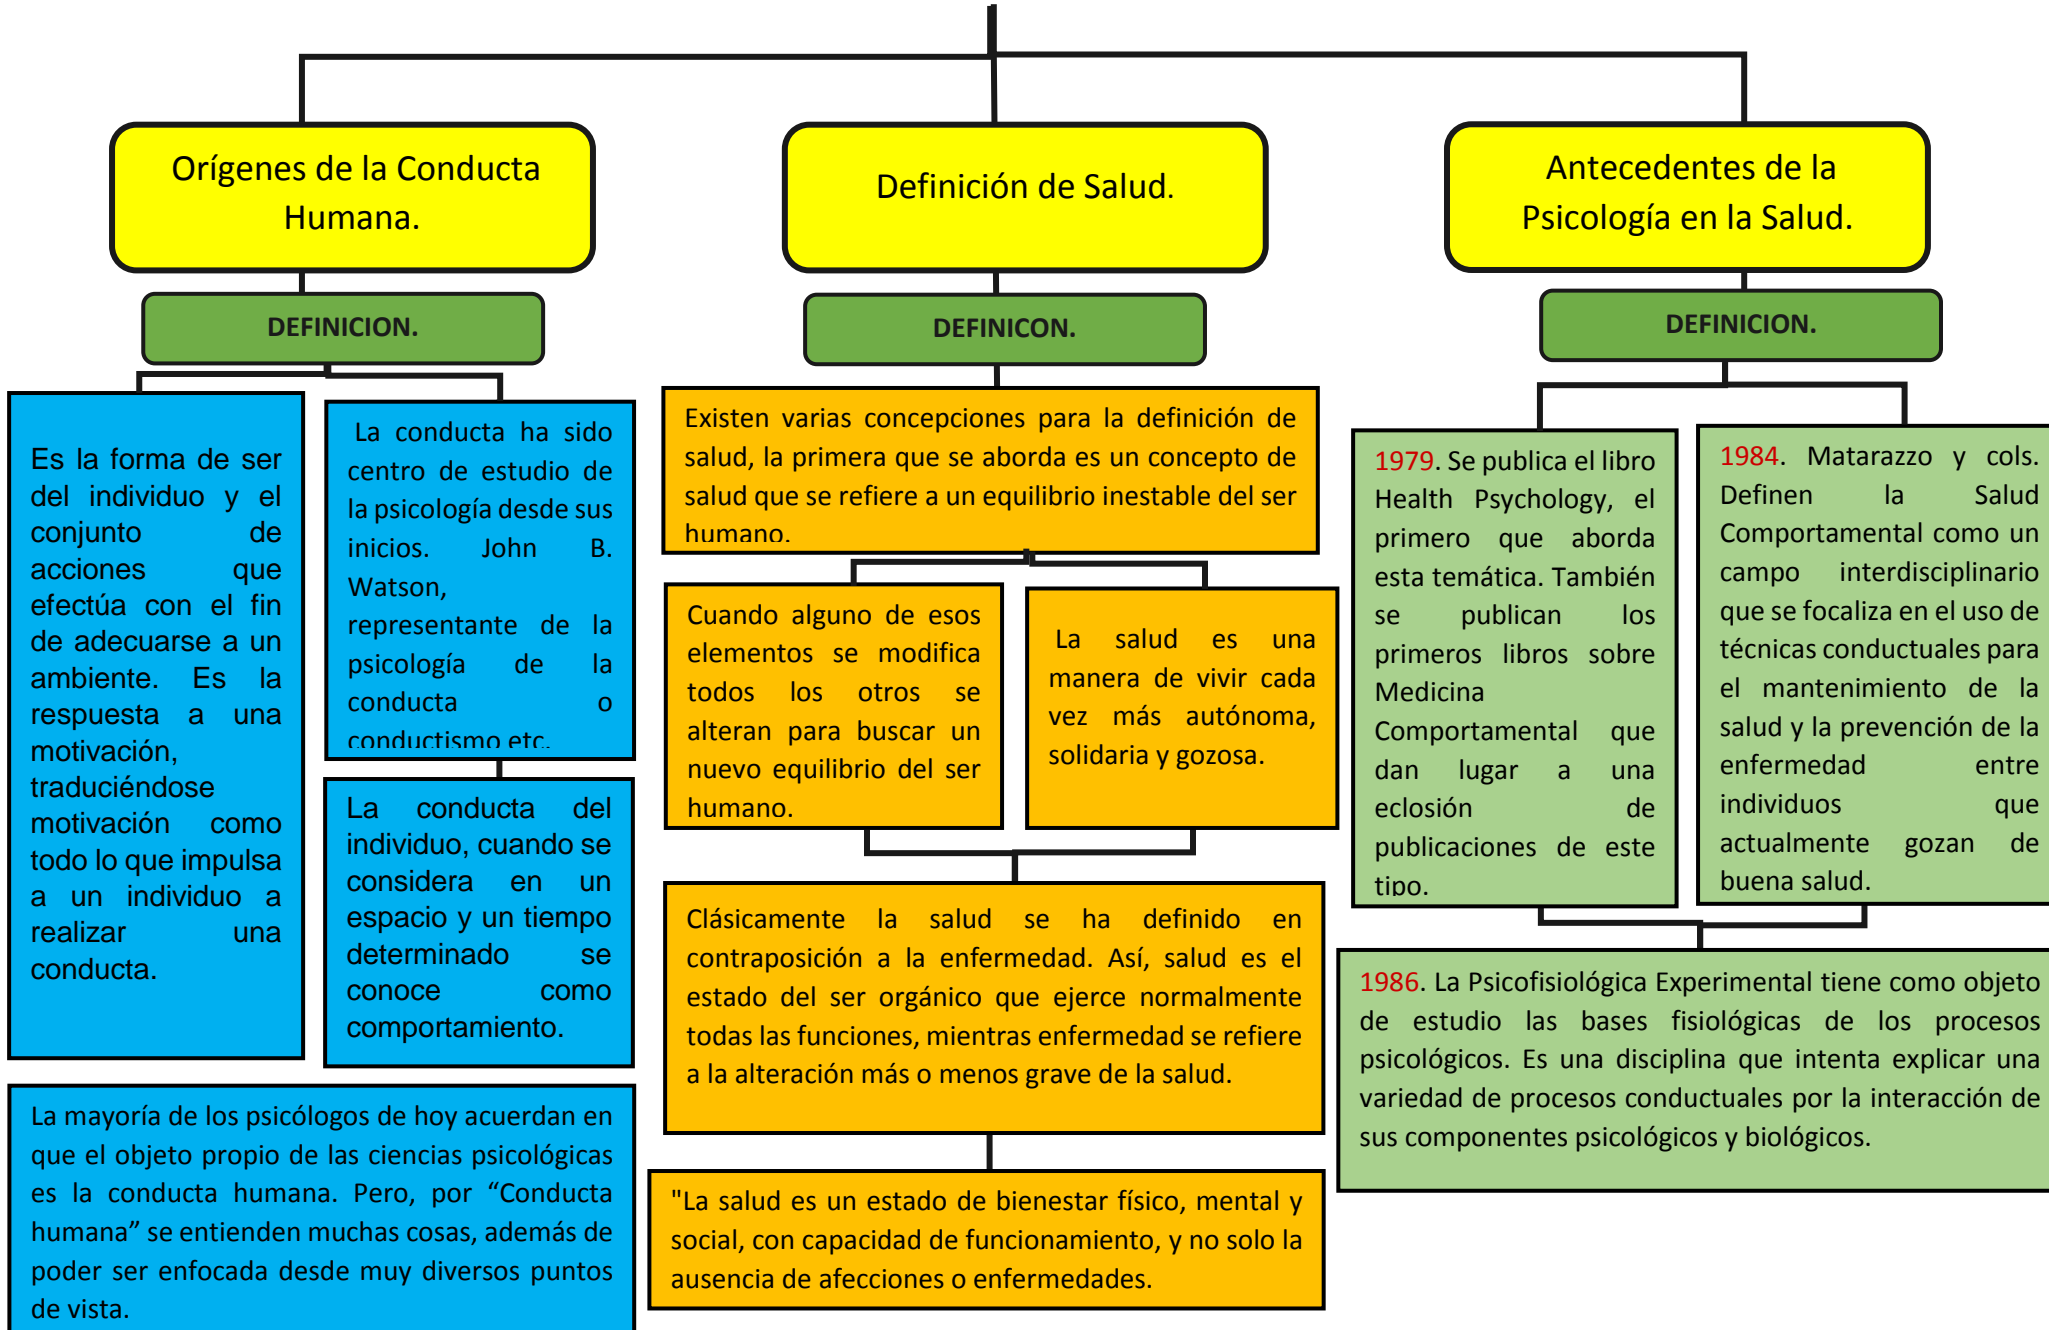 Orígenes de la Conducta
Humana.
DEFINICION.
Es la forma de ser
del individuo y el
conjunto de
acciones que
efectúa con el fin
de adecuarse a un
ambiente. Es la
respuesta a una
motivación,
traduciéndose
motivación como
todo lo que impulsa
a un individuo a
realizar una
conducta.
La conducta ha sido
centro de estudio de
la psicología desde sus
inicios. John B.
Watson,
representante de la
psicología de la
conducta o
conductismo etc.
La conducta del
individuo, cuando se
considera en un
espacio y un tiempo
determinado se
conoce como
comportamiento.
La mayoría de los psicólogos de hoy acuerdan en
que el objeto propio de las ciencias psicológicas
es la conducta humana. Pero, por “Conducta
humana” se entienden muchas cosas, además de
poder ser enfocada desde muy diversos puntos
de vista.
Definición de Salud.
DEFINICON.
Existen varias concepciones para la definición de
salud, la primera que se aborda es un concepto de
salud que se refiere a un equilibrio inestable del ser
humano.
Cuando alguno de esos
elementos se modifica
todos los otros se
alteran para buscar un
nuevo equilibrio del ser
humano.
La salud es una
manera de vivir cada
vez más autónoma,
solidaria y gozosa.
Clásicamente la salud se ha definido en
contraposición a la enfermedad. Así, salud es el
estado del ser orgánico que ejerce normalmente
todas las funciones, mientras enfermedad se refiere
a la alteración más o menos grave de la salud.
"La salud es un estado de bienestar físico, mental y
social, con capacidad de funcionamiento, y no solo la
ausencia de afecciones o enfermedades.
Antecedentes de la
Psicología en la Salud.
DEFINICION.
1979. Se publica el libro
Health Psychology, el
primero que aborda
esta temática. También
se publican los
primeros libros sobre
Medicina
Comportamental que
dan lugar a una
eclosión de
publicaciones de este
tipo.
1984. Matarazzo y cols.
Definen la Salud
Comportamental como un
campo interdisciplinario
que se focaliza en el uso de
técnicas conductuales para
el mantenimiento de la
salud y la prevención de la
enfermedad entre
individuos que
actualmente gozan de
buena salud.
1986. La Psicofisiológica Experimental tiene como objeto
de estudio las bases fisiológicas de los procesos
psicológicos. Es una disciplina que intenta explicar una
variedad de procesos conductuales por la interacción de
sus componentes psicológicos y biológicos.